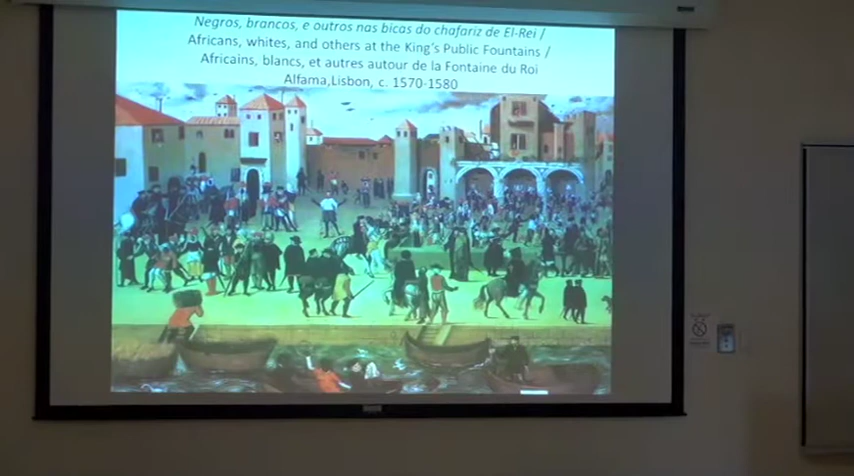 Negros, brancos, e outros nas bicas do chafariz de El-Rei /
Africans, whites, and others at the King's Public Fountains /
Africains, blancs, et autres autour de la Fontaine du Roi
Alfama,Lisbon, c. 1570-1580